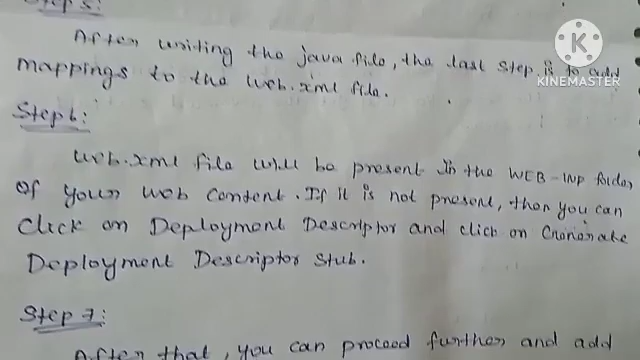 Step 5:
After writing the java file, the last step is to add
mappings to the web.xml file.
Step 6:
web.xml file will be present in the WEB-INF folder
of your web content. If it is not present, then you can
click on Deployment Descriptor and click on Generate
Deployment Descriptor Stub.
Step 7:
After that, you can proceed further and add
KINEMASTER